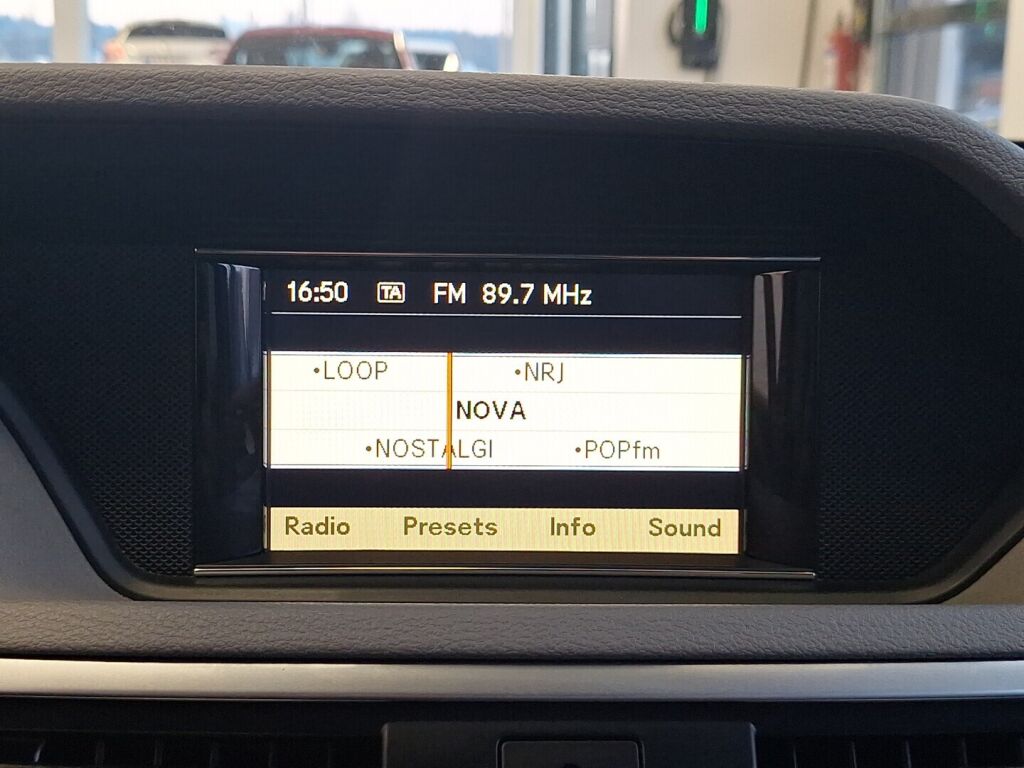 16:50 TA FM 89.7 MHz
•LOOP •NRJ
NOVA
•NOSTALGI •POPfm
Radio Presets Info Sound